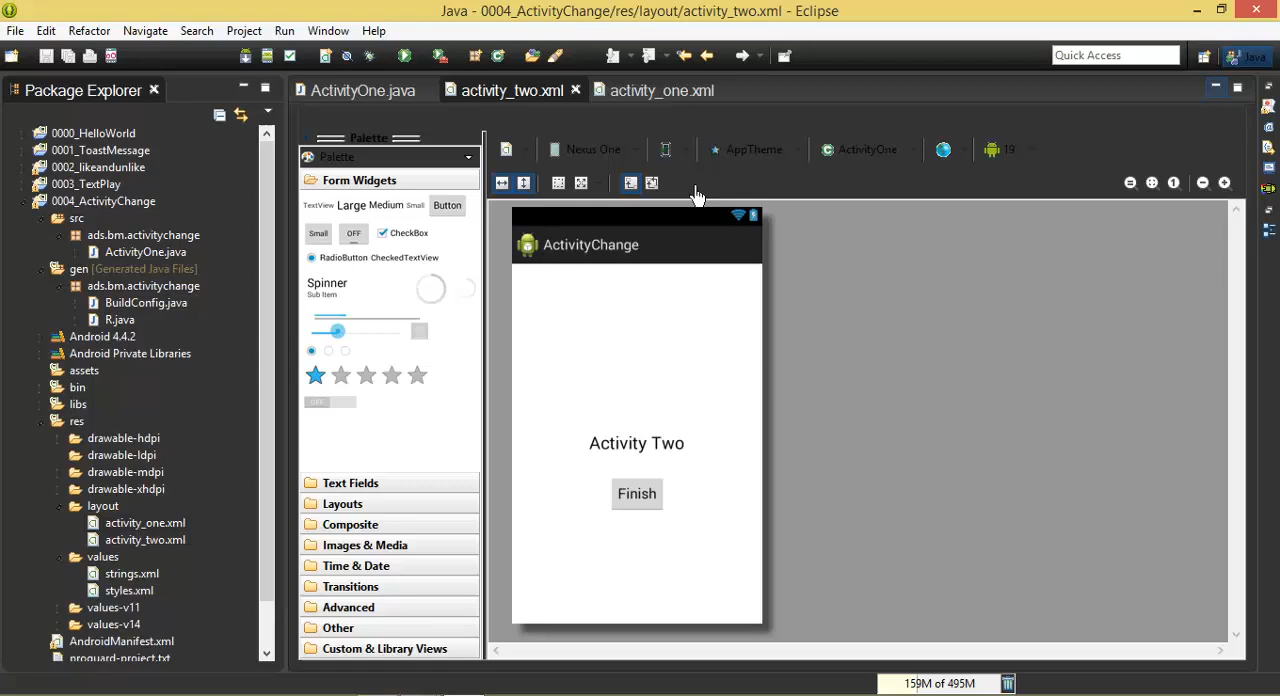 Java - 0004_ActivityChange/res/layout/activity_two.xml - Eclipse
File Edit Refactor Navigate Search Project Run Window Help
Quick Access
Java
Package Explorer
ActivityOne.java
activity_two.xml
activity_one.xml
0000_HelloWorld
0001_ToastMessage
0002_likeandunlike
0003_TextPlay
0004_ActivityChange
src
ads.bm.activitychange
ActivityOne.java
gen [Generated Java Files]
ads.bm.activitychange
BuildConfig.java
R.java
Android 4.4.2
Android Private Libraries
assets
bin
libs
res
drawable-hdpi
drawable-ldpi
drawable-mdpi
drawable-xhdpi
layout
activity_one.xml
activity_two.xml
values
strings.xml
styles.xml
values-v11
values-v14
AndroidManifest.xml
proguard-project.txt
Palette
Palette
Form Widgets
TextView Large Medium Small Button
Small OFF CheckBox
RadioButton CheckedTextView
Spinner
Sub Item
OFF
Text Fields
Layouts
Composite
Images & Media
Time & Date
Transitions
Advanced
Other
Custom & Library Views
Nexus One
AppTheme
ActivityOne
19
ActivityChange
Activity Two
Finish
159M of 495M